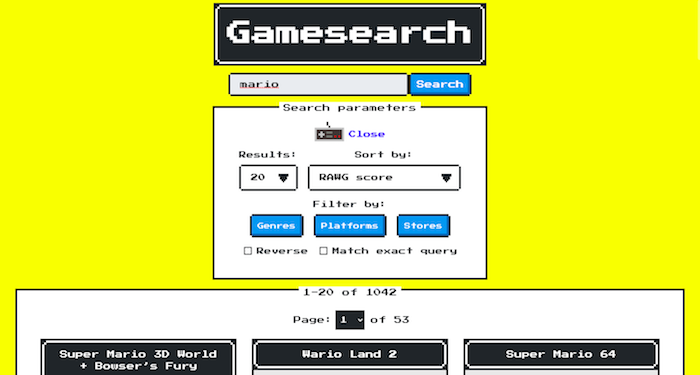 Gamesearch
mario Search
Search parameters
Close
Results: Sort by:
20 RAWG score
Filter by:
Genres Platforms Stores
Reverse Match exact query
1-20 of 1042
Page: 1 of 53
Super Mario 3D World
+ Bowser's Fury
Wario Land 2
Super Mario 64